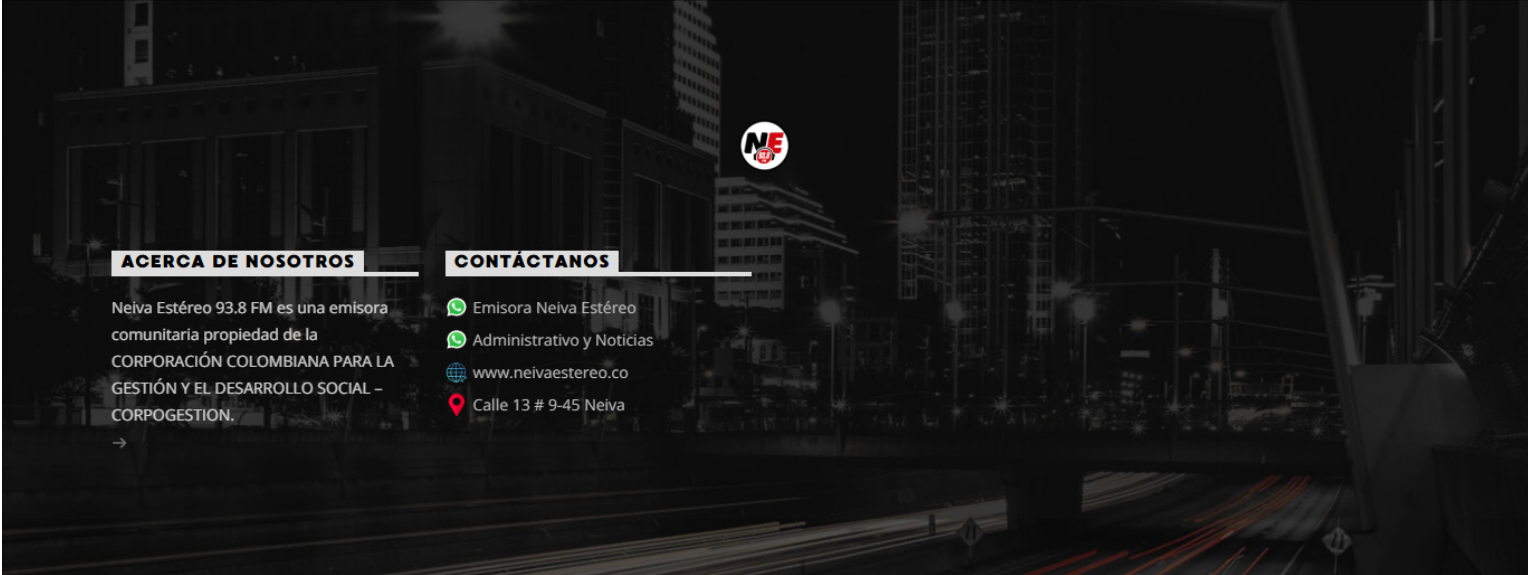 NE
93.8
ACERCA DE NOSOTROS
Neiva Estéreo 93.8 FM es una emisora
comunitaria propiedad de la
CORPORACIÓN COLOMBIANA PARA LA
GESTIÓN Y EL DESARROLLO SOCIAL –
CORPOGESTION.
→
CONTÁCTANOS
Emisora Neiva Estéreo
Administrativo y Noticias
www.neivaestereo.co
Calle 13 # 9-45 Neiva